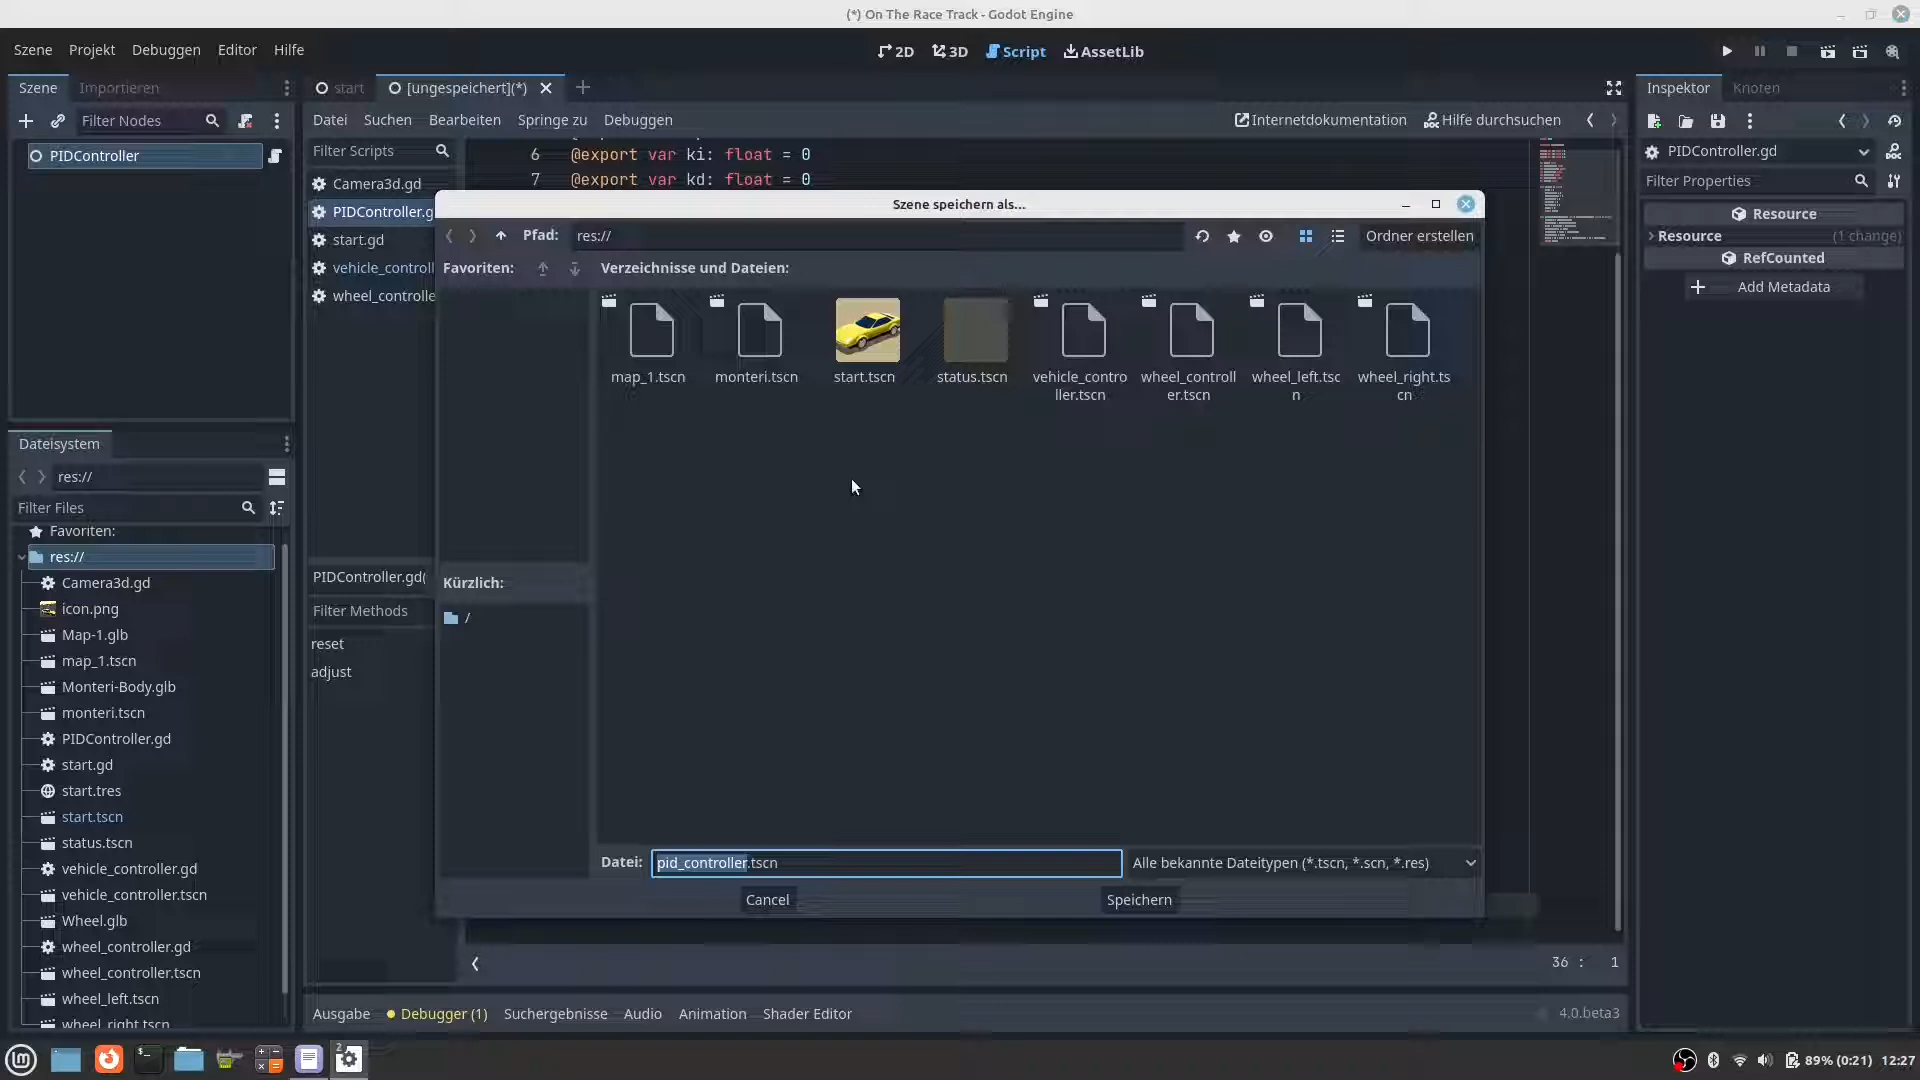 (*) On The Race Track - Godot Engine
Szene Projekt Debuggen Editor Hilfe
2D 3D Script AssetLib
Szene Importieren
start [ungespeichert](*)
Inspektor Knoten
Filter Nodes
Datei Suchen Bearbeiten Springe zu Debuggen
Internetdokumentation Hilfe durchsuchen
PIDController
Filter Scripts
Camera3d.gd
PIDController.g
start.gd
vehicle_controll
wheel_controlle
6 @export var ki: float = 0
7 @export var kd: float = 0
PIDController.gd
Filter Properties
Resource
Resource (1 change)
RefCounted
Add Metadata
Szene speichern als...
Pfad: res://
Ordner erstellen
Favoriten:
Verzeichnisse und Dateien:
map_1.tscn
monteri.tscn
start.tscn
status.tscn
vehicle_contro
ller.tscn
wheel_controll
er.tscn
wheel_left.tsc
n
wheel_right.ts
cn
Kürzlich:
/
Datei: pid_controller.tscn
Alle bekannte Dateitypen (*.tscn, *.scn, *.res)
Cancel Speichern
PIDController.gd(
Filter Methods
reset
adjust
Dateisystem
res://
Filter Files
Favoriten:
res://
Camera3d.gd
icon.png
Map-1.glb
map_1.tscn
Monteri-Body.glb
monteri.tscn
PIDController.gd
start.gd
start.tres
start.tscn
status.tscn
vehicle_controller.gd
vehicle_controller.tscn
Wheel.glb
wheel_controller.gd
wheel_controller.tscn
wheel_left.tscn
wheel_right.tscn
36 : 1
Ausgabe Debugger (1) Suchergebnisse Audio Animation Shader Editor
4.0.beta3
2
89% (0:21) 12:27